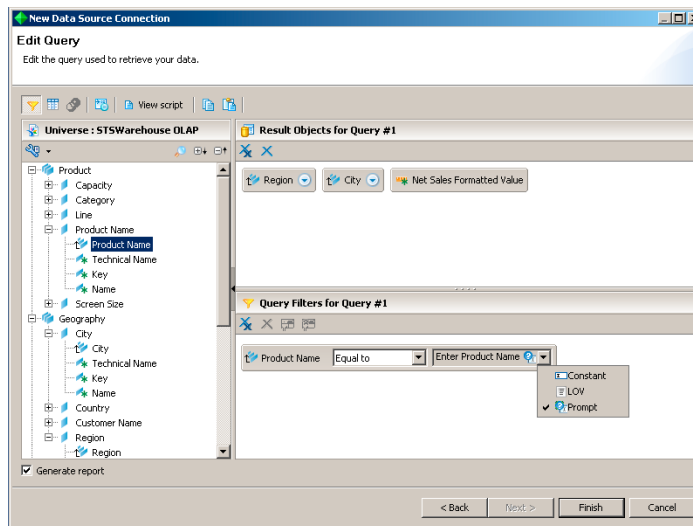 New Data Source Connection
Edit Query
Edit the query used to retrieve your data.
View script
Universe : STSWarehouse OLAP
Product
Capacity
Category
Line
Product Name
Product Name
Technical Name
Key
Name
Screen Size
Geography
City
City
Technical Name
Key
Name
Country
Customer Name
Region
Region
Generate report
Result Objects for Query #1
Region
City
Net Sales Formatted Value
Query Filters for Query #1
Product Name Equal to Enter Product Name
Constant
LOV
Prompt
< Back Next > Finish Cancel